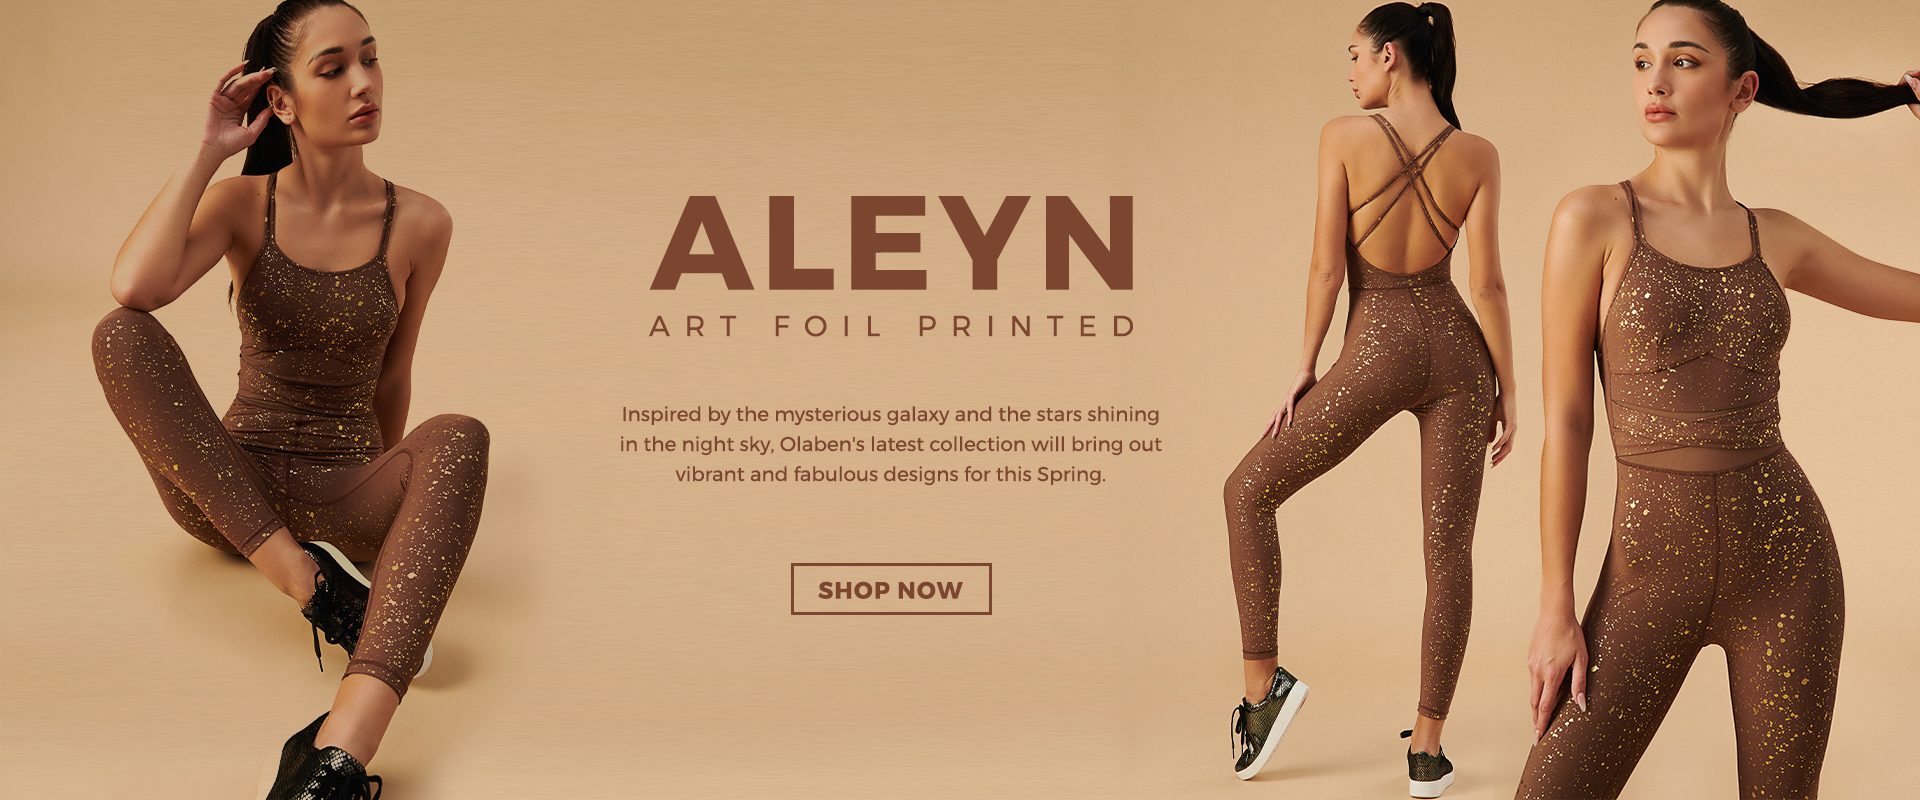 ALEYN
ART FOIL PRINTED
Inspired by the mysterious galaxy and the stars shining
in the night sky, Olaben's latest collection will bring out
vibrant and fabulous designs for this Spring.
SHOP NOW